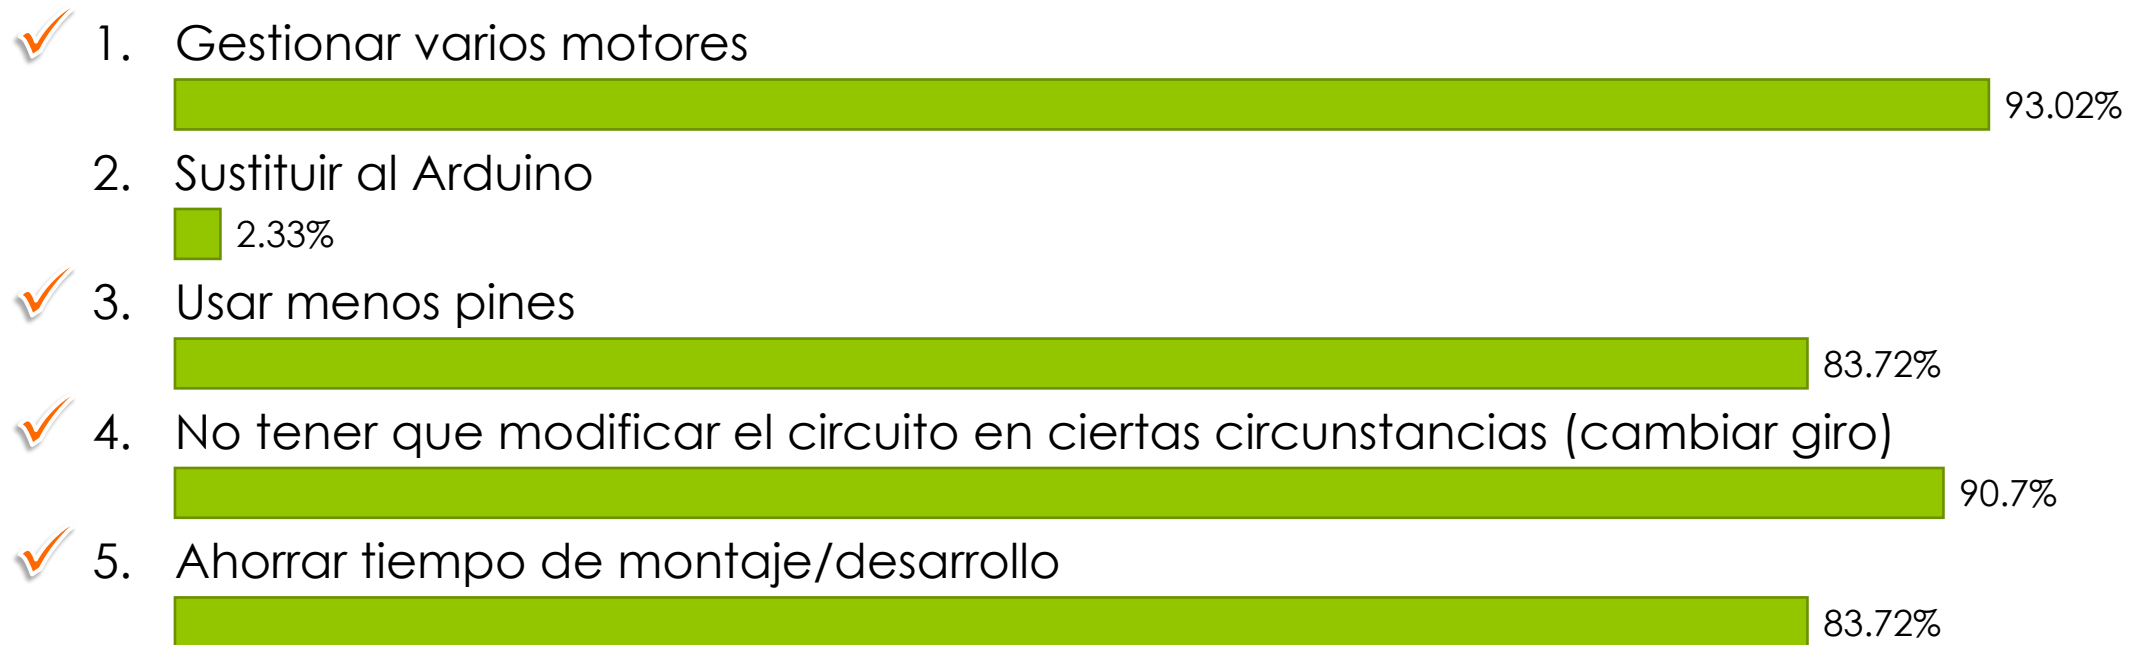 1. Gestionar varios motores
93.02%
2. Sustituir al Arduino
2.33%
3. Usar menos pines
83.72%
4. No tener que modificar el circuito en ciertas circunstancias (cambiar giro)
90.7%
5. Ahorrar tiempo de montaje/desarrollo
83.72%